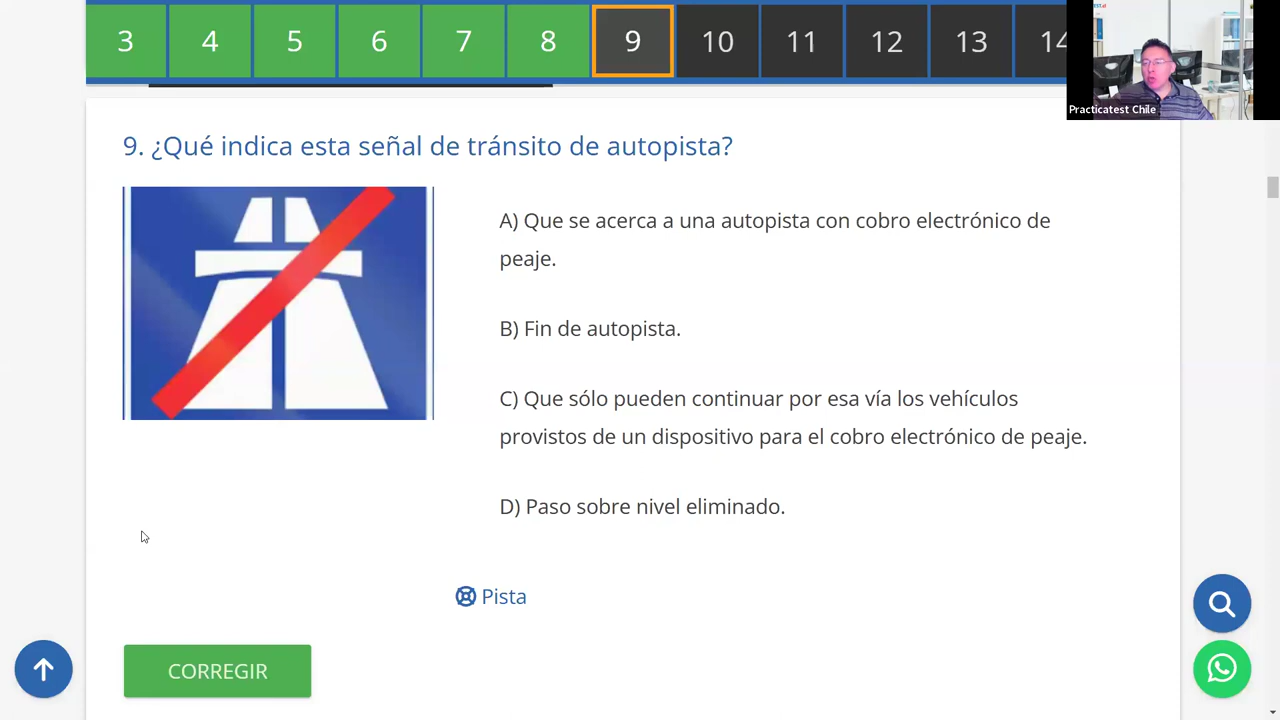 3 4 5 6 7 8 9 10 11 12 13 14
Practicatest Chile
9. ¿Qué indica esta señal de tránsito de autopista?
A) Que se acerca a una autopista con cobro electrónico de
peaje.
B) Fin de autopista.
C) Que sólo pueden continuar por esa vía los vehículos
provistos de un dispositivo para el cobro electrónico de peaje.
D) Paso sobre nivel eliminado.
Pista
CORREGIR